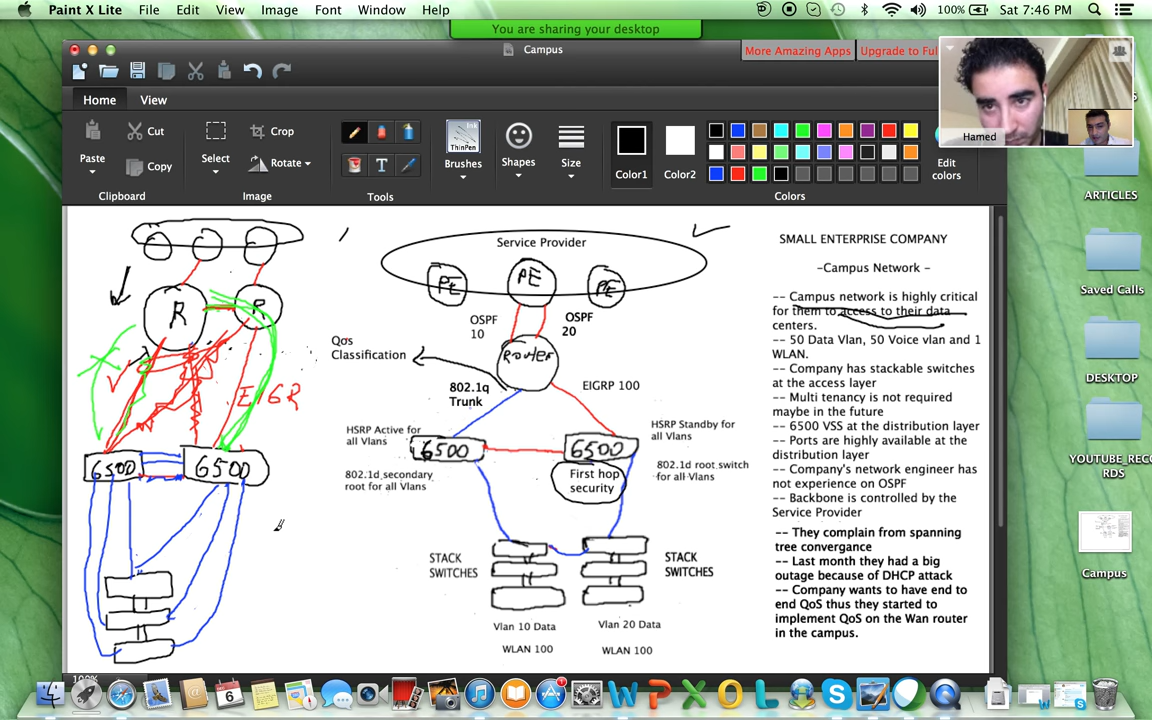 Paint X Lite File Edit View Image Font Window Help
100% Sat 7:46 PM
You are sharing your desktop
Campus
More Amazing Apps
Upgrade to Ful
Home View
Paste
Cut
Copy
Clipboard
Select
Crop
Rotate
Image
Tools
Ink
ThinPen
Brushes
Shapes
Size
Color1
Color2
Colors
Edit
colors
Hamed
ARTICLES
Saved Calls
DESKTOP
YOUTUBE_RECO
RDS
Campus
R
R
EIGR
6500
6500
Service Provider
PE
PE
PE
OSPF
10
OSPF
20
Qos
Classification
Router
802.1q
Trunk
EIGRP 100
HSRP Active for
all Vlans
6500
6500
HSRP Standby for
all Vlans
802.1d secondary
root for all Vlans
First hop
security
802.1d root switch
for all Vlans
STACK
SWITCHES
STACK
SWITCHES
Vlan 10 Data
Vlan 20 Data
WLAN 100
WLAN 100
SMALL ENTERPRISE COMPANY
-Campus Network -
-- Campus network is highly critical
for them to access to their data
centers.
-- 50 Data Vlan, 50 Voice vlan and 1
WLAN.
-- Company has stackable switches
at the access layer
-- Multi tenancy is not required
maybe in the future
-- 6500 VSS at the distribution layer
-- Ports are highly available at the
distribution layer
-- Company's network engineer has
not experience on OSPF
-- Backbone is controlled by the
Service Provider
-- They complain from spanning
tree convergance
-- Last month they had a big
outage because of DHCP attack
-- Company wants to have end to
end QoS thus they started to
implement QoS on the Wan router
in the campus.
100%